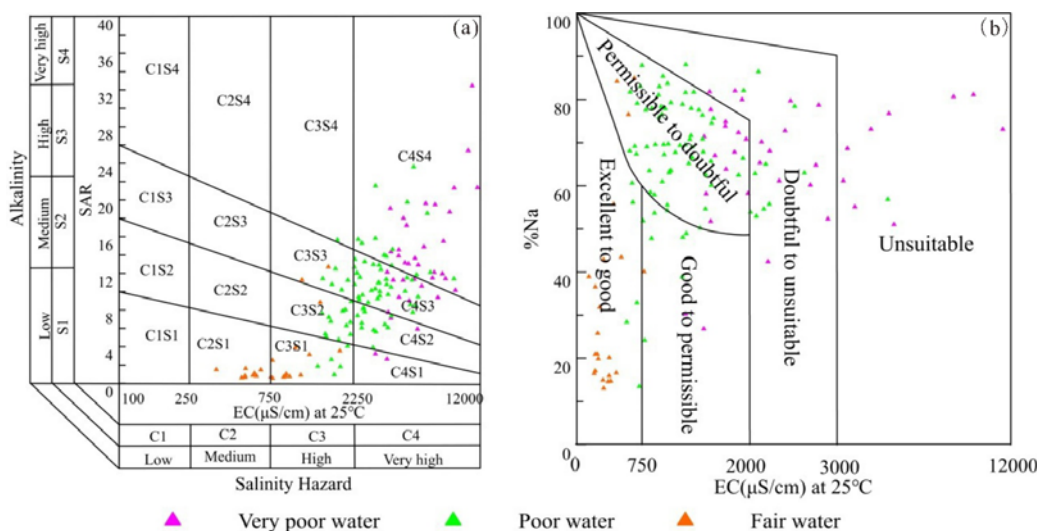 (a)
Alkalinity
Very high
High
Medium
Low
S4
S3
S2
S1
SAR
40
36
32
28
24
20
16
12
8
4
0
C1S4
C2S4
C3S4
C4S4
C1S3
C2S3
C3S3
C4S3
C1S2
C2S2
C3S2
C4S2
C1S1
C2S1
C3S1
C4S1
100 250 750 2250 12000
EC(μS/cm) at 25℃
C1 C2 C3 C4
Low Medium High Very high
Salinity Hazard
(b)
%Na
100
80
60
40
20
0
Permissible to doubtful
Excellent to good
Good to permissible
Doubtful to unsuitable
Unsuitable
0 750 2000 3000 12000
EC(μS/cm) at 25℃
Very poor water Poor water Fair water